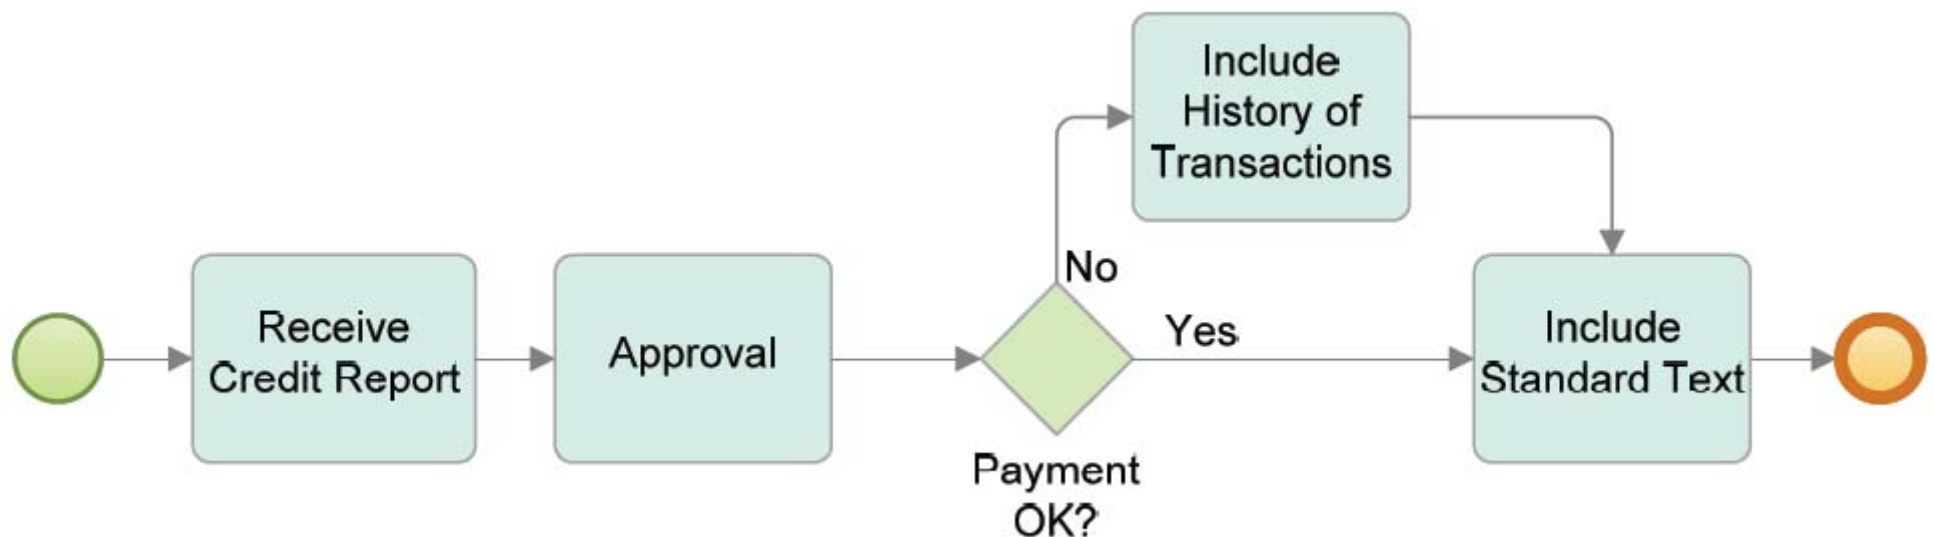 Include
History of
Transactions
No
Receive
Credit Report
Approval
Yes
Include
Standard Text
Payment
OK?